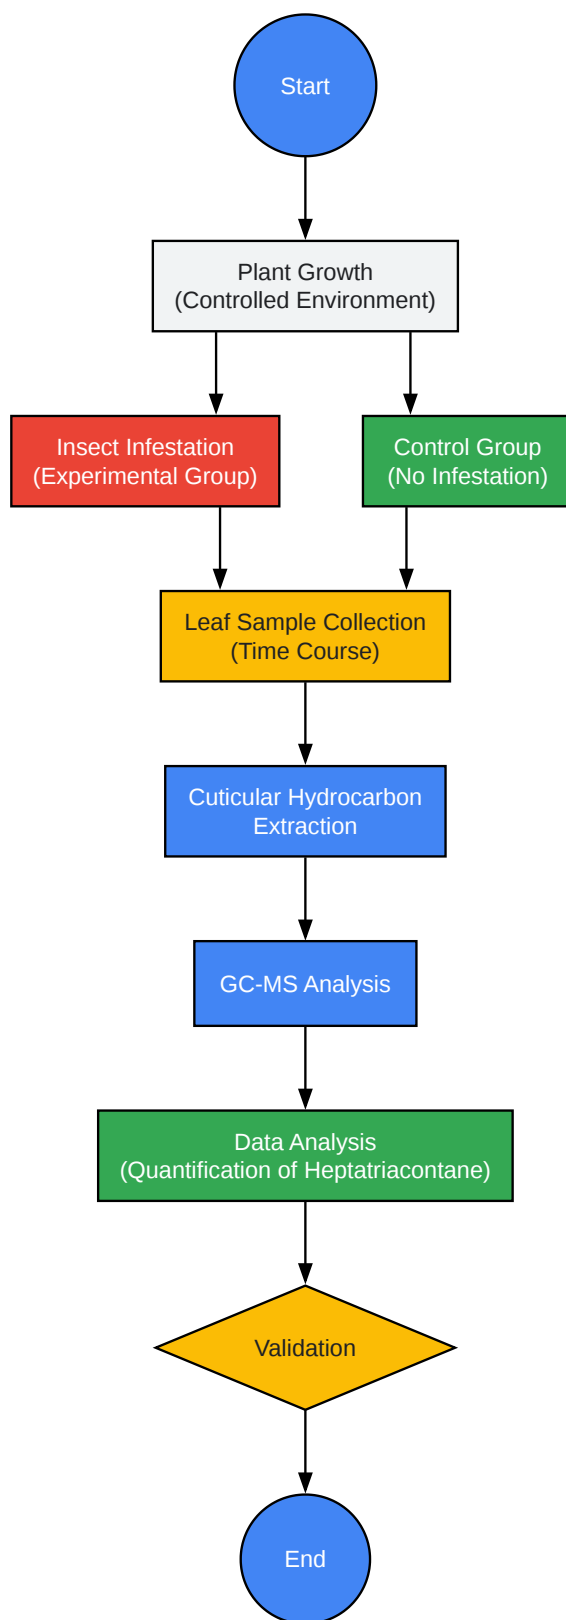 Start
Plant Growth
(Controlled Environment)
Insect Infestation
(Experimental Group)
Control Group
(No Infestation)
Leaf Sample Collection
(Time Course)
Cuticular Hydrocarbon
Extraction
GC-MS Analysis
Data Analysis
(Quantification of Heptatriacontane)
Validation
End